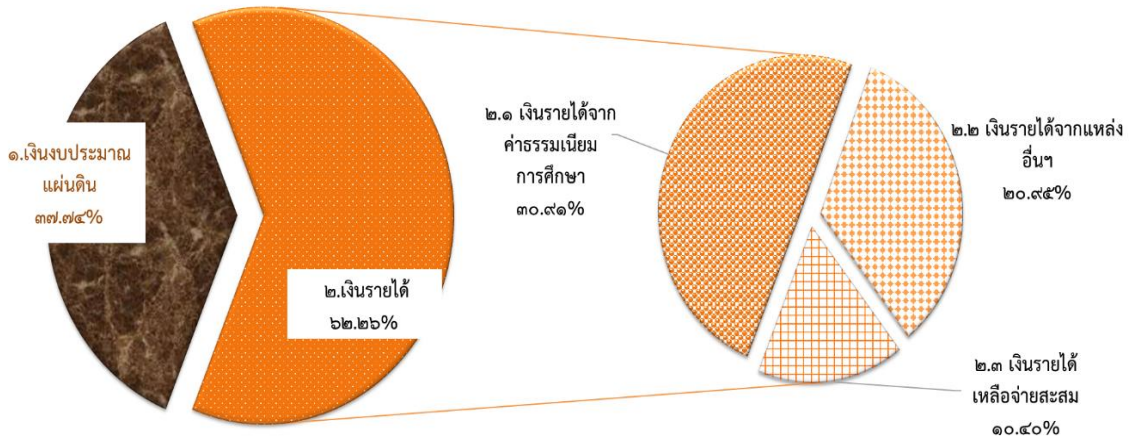 ๑.เงินงบประมาณ
แผ่นดิน
๓๗.๗๔%
๒.เงินรายได้
๖๒.๒๖%
๒.๑ เงินรายได้จาก
ค่าธรรมเนียม
การศึกษา
๓๐.๙๑%
๒.๒ เงินรายได้จากแหล่ง
อื่นๆ
๒๐.๙๕%
๒.๓ เงินรายได้
เหลือจ่ายสะสม
๑๐.๔๐%